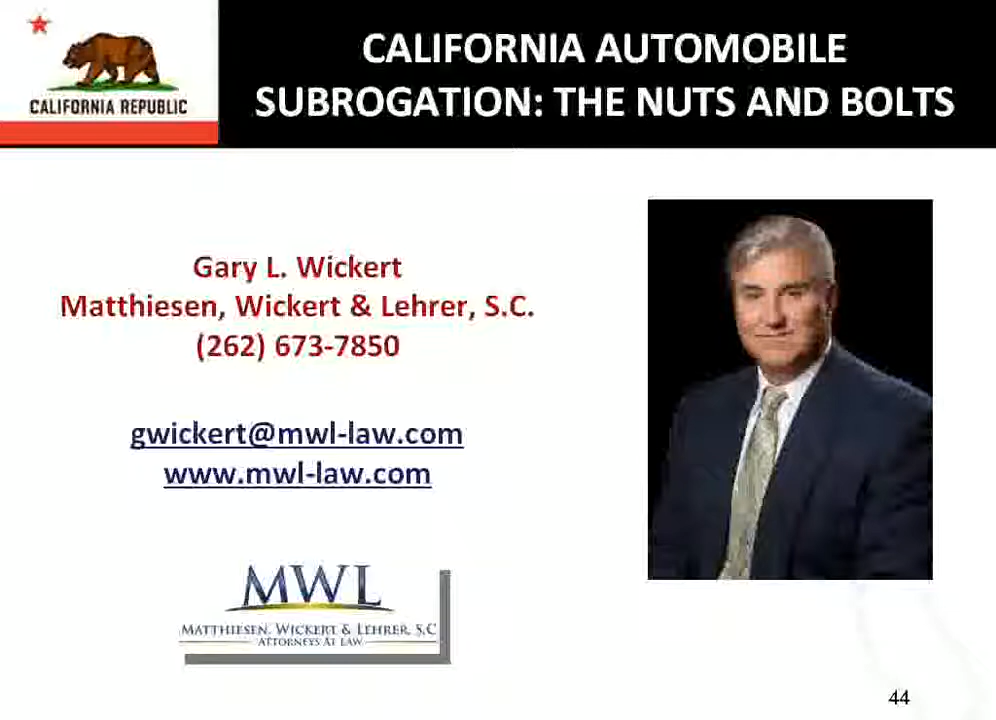 CALIFORNIA REPUBLIC
CALIFORNIA AUTOMOBILE
SUBROGATION: THE NUTS AND BOLTS
Gary L. Wickert
Matthiesen, Wickert & Lehrer, S.C.
(262) 673-7850
gwickert@mwl-law.com
www.mwl-law.com
MWL
MATTHIESEN, WICKERT & LEHRER, S.C
ATTORNEYS AT LAW
44